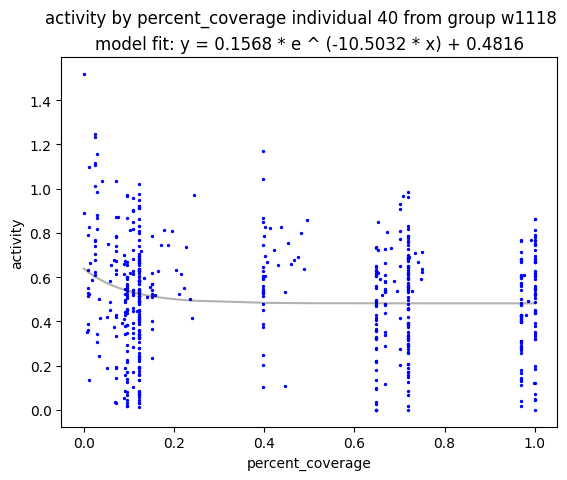 activity by percent_coverage individual 40 from group w1118
model fit: y = 0.1568 * e ^ (-10.5032 * x) + 0.4816
1.4
1.2
1.0
0.8
0.6
0.4
0.2
0.0
activity
0.0 0.2 0.4 0.6 0.8 1.0
percent_coverage